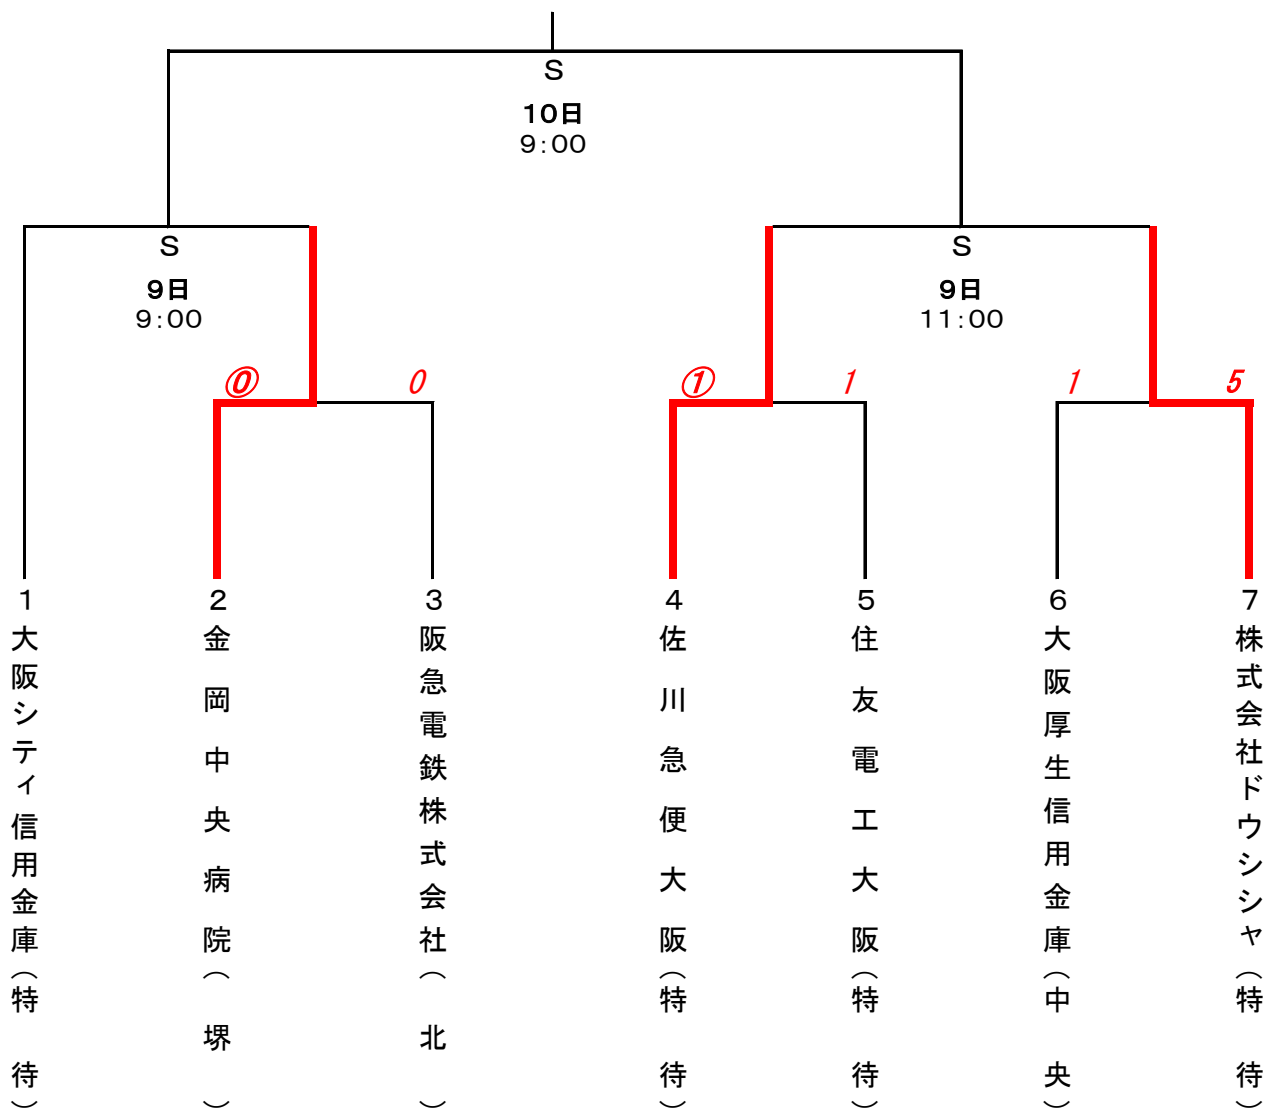 S
10日
9:00
S
9日
9:00
S
9日
11:00
⓪
0
①
1
1
5
1
大阪シティ信用金庫(特待)
2
金岡中央病院(堺)
3
阪急電鉄株式会社(北)
4
佐川急便大阪(特待)
5
住友電工大阪(特待)
6
大阪厚生信用金庫(中央)
7
株式会社ドウシシャ(特待)